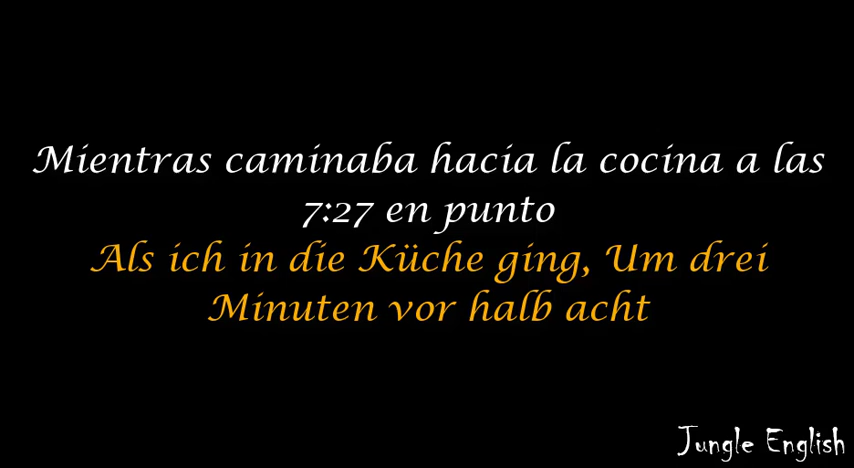 Mientras caminaba hacia la cocina a las
7:27 en punto
Als ich in die Küche ging, Um drei
Minuten vor halb acht
Jungle English